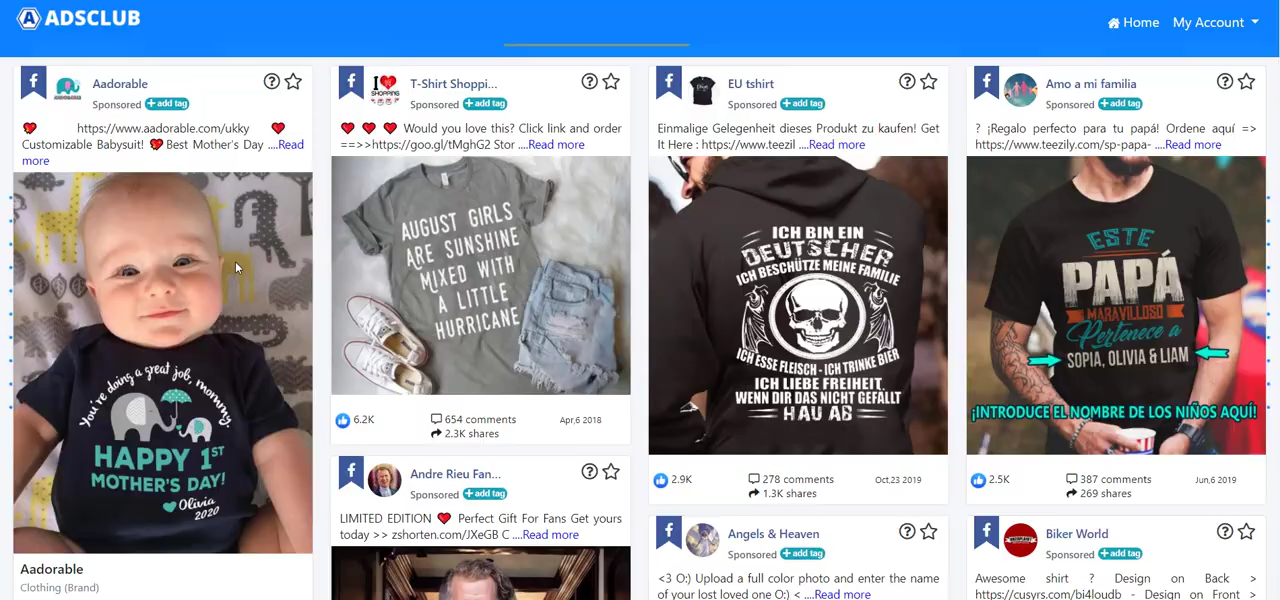 ADSCLUB
Home My Account
Aadorable
Sponsored add tag
https://www.aadorable.com/ukky
Customizable Babysuit! Best Mother's Day ....Read
more
You're doing a great job, mommy.
HAPPY 1ST
MOTHER'S DAY!
Olivia
2020
Aadorable
Clothing (Brand)
T-Shirt Shoppi...
Sponsored add tag
Would you love this? Click link and order
==>>https://goo.gl/tMghG2 Stor ....Read more
AUGUST GIRLS
ARE SUNSHINE
MIXED WITH
A LITTLE
HURRICANE
6.2K 654 comments Apr,6 2018
2.3K shares
Andre Rieu Fan...
Sponsored add tag
LIMITED EDITION Perfect Gift For Fans Get yours
today >> zshorten.com/JXeGB C ....Read more
EU tshirt
Sponsored add tag
Einmalige Gelegenheit dieses Produkt zu kaufen! Get
It Here : https://www.teezil ....Read more
ICH BIN EIN
DEUTSCHER
ICH BESCHÜTZE MEINE FAMILIE
ICH ESSE FLEISCH - ICH TRINKE BIER
ICH LIEBE FREIHEIT
WENN DIR DAS NICHT GEFÄLLT
HAU AB
2.9K 278 comments Oct,23 2019
1.3K shares
Angels & Heaven
Sponsored add tag
<3 O:) Upload a full color photo and enter the name
of your lost loved one O:) < ....Read more
Amo a mi familia
Sponsored add tag
? ¡Regalo perfecto para tu papá! Ordene aquí =>
https://www.teezily.com/sp-papa- ....Read more
ESTE
PAPÁ
MARAVILLOSO
Pertenece a
SOPIA, OLIVIA & LIAM
¡INTRODUCE EL NOMBRE DE LOS NIÑOS AQUÍ!
2.5K 387 comments Jun,6 2019
269 shares
Biker World
Sponsored add tag
Awesome shirt ? Design on Back >
https://cusyrs.com/bi4loudb - Design on Front >